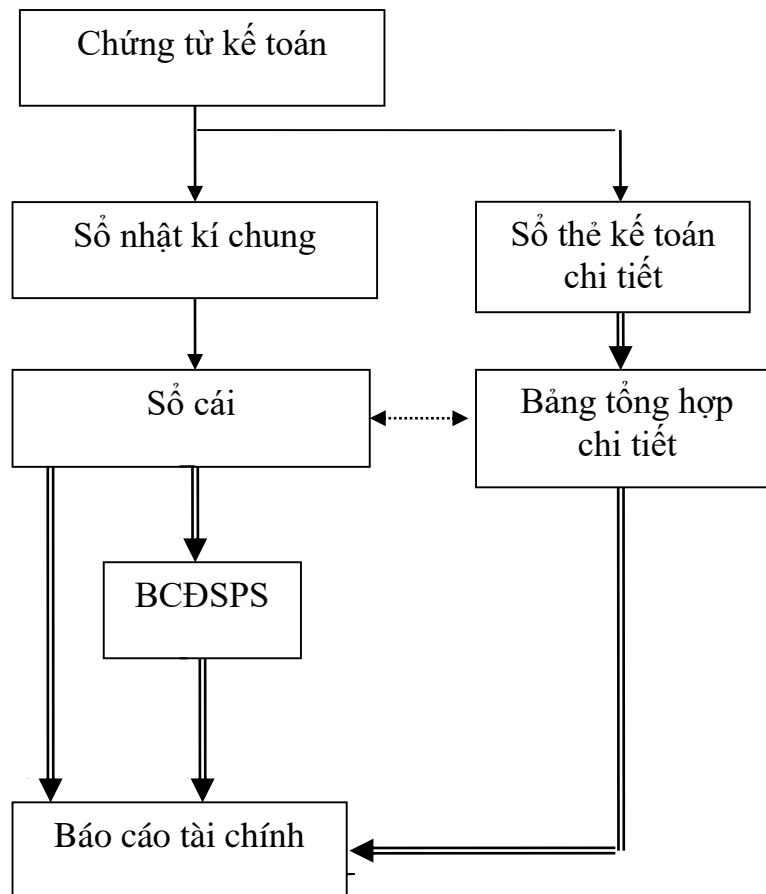 Chứng từ kế toán
Sổ nhật kí chung
Sổ thẻ kế toán
chi tiết
Sổ cái
Bảng tổng hợp
chi tiết
BCĐSPS
Báo cáo tài chính